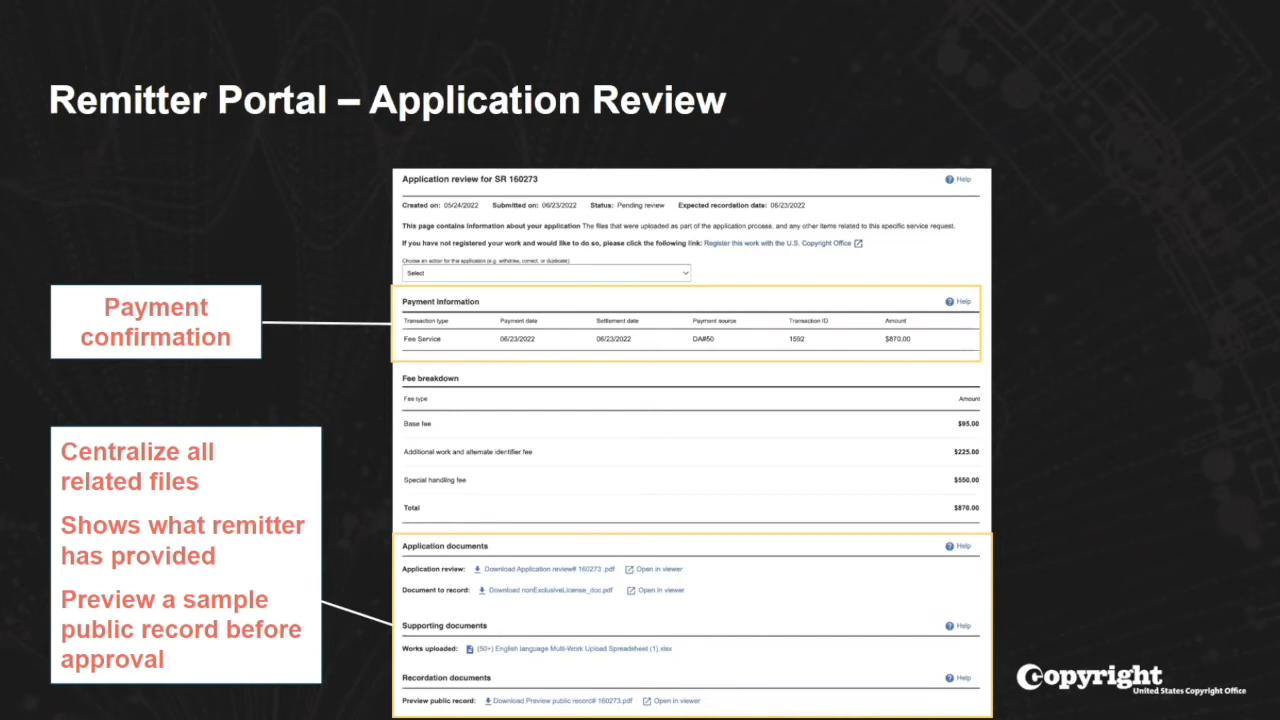 Remitter Portal – Application Review
Application review for SR 160273
Help
Created on: 05/24/2022 Submitted on: 06/23/2022 Status: Pending review Expected recordation date: 06/23/2022
This page contains information about your application The files that were uploaded as part of the application process, and any other items related to this specific service request.
If you have not registered your work and would like to do so, please click the following link: Register this work with the U.S. Copyright Office
Choose an action for this application (e.g. withdraw, correct, or duplicate)
Select
Payment confirmation
Payment information
Help
Transaction type Payment date Settlement date Payment source Transaction ID Amount
Fee Service 06/23/2022 06/23/2022 DA#50 1592 $870.00
Fee breakdown
Fee type Amount
Base fee $95.00
Additional work and alternate identifier fee $225.00
Special handling fee $550.00
Total $870.00
Centralize all
related files
Shows what remitter
has provided
Preview a sample
public record before
approval
Application documents
Help
Application review: Download Application review# 160273 .pdf Open in viewer
Document to record: Download nonExclusiveLicense_doc.pdf Open in viewer
Supporting documents
Help
Works uploaded: (50+) English language Multi-Work Upload Spreadsheet (1).xlsx
Recordation documents
Help
Preview public record: Download Preview public record# 160273.pdf Open in viewer
Copyright
United States Copyright Office